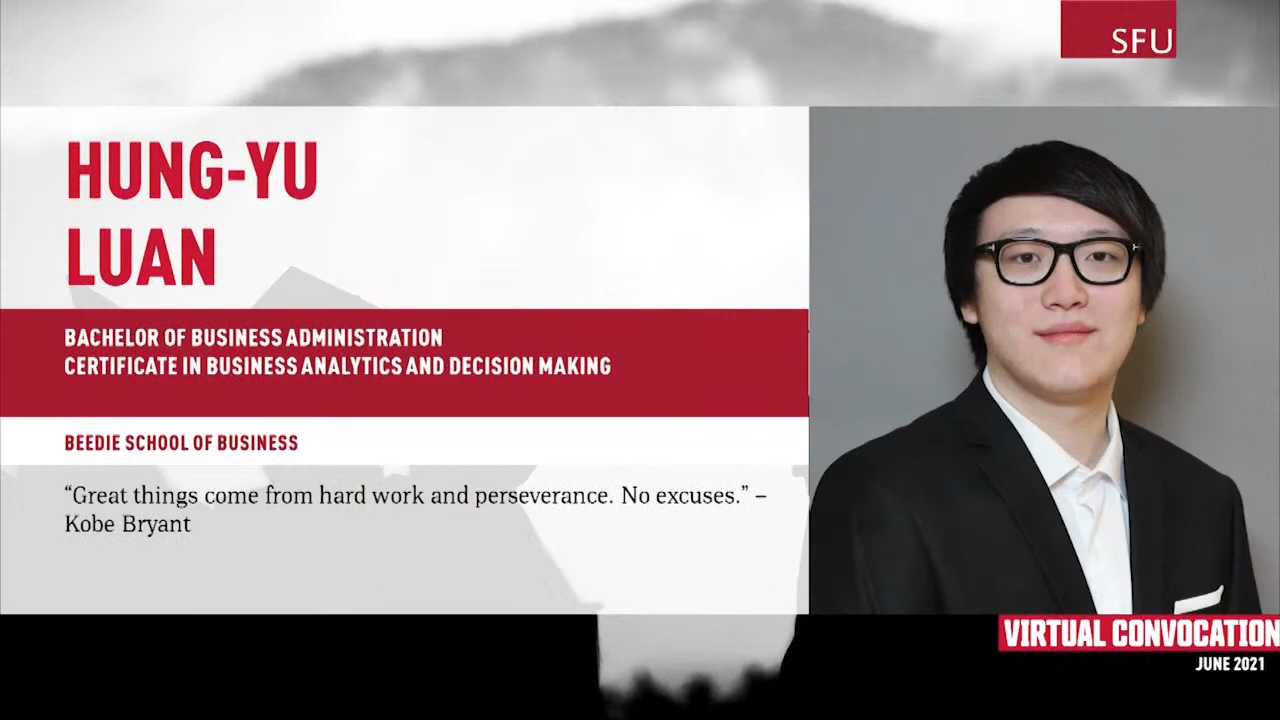 SFU
HUNG-YU
LUAN
BACHELOR OF BUSINESS ADMINISTRATION
CERTIFICATE IN BUSINESS ANALYTICS AND DECISION MAKING
BEEDIE SCHOOL OF BUSINESS
“Great things come from hard work and perseverance. No excuses.” –
Kobe Bryant
VIRTUAL CONVOCATION
JUNE 2021